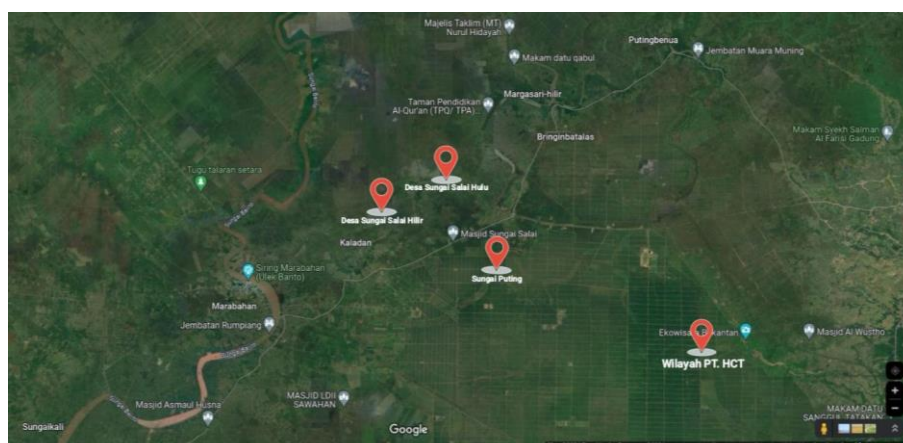 Majelis Taklim (MT)
Nurul Hidayah
Makam datu qabul
Putingbenua
Jembatan Muara Muning
Margasari-hilir
Taman Pendidikan
Al-Qur'an (TPQ/ TPA)...
Bringinbatalas
Makam Syekh Salman
Al Farisi Gadung
Tugu talaran setara
Desa Sungai Salai Hulu
Desa Sungai Salai Hilir
Masjid Sungai Salai
Kaladan
Sungai Puting
Siring Marabahan
(Ulek Banto)
Marabahan
Jembatan Rumpiang
Masjid Al Wustho
Wilayah PT. HCT
MASJID LDII
SAWAHAN
Masjid Asmaul Husna
MAKAM DATU
SANGGUL TATAKAN
Sungaikali
Google